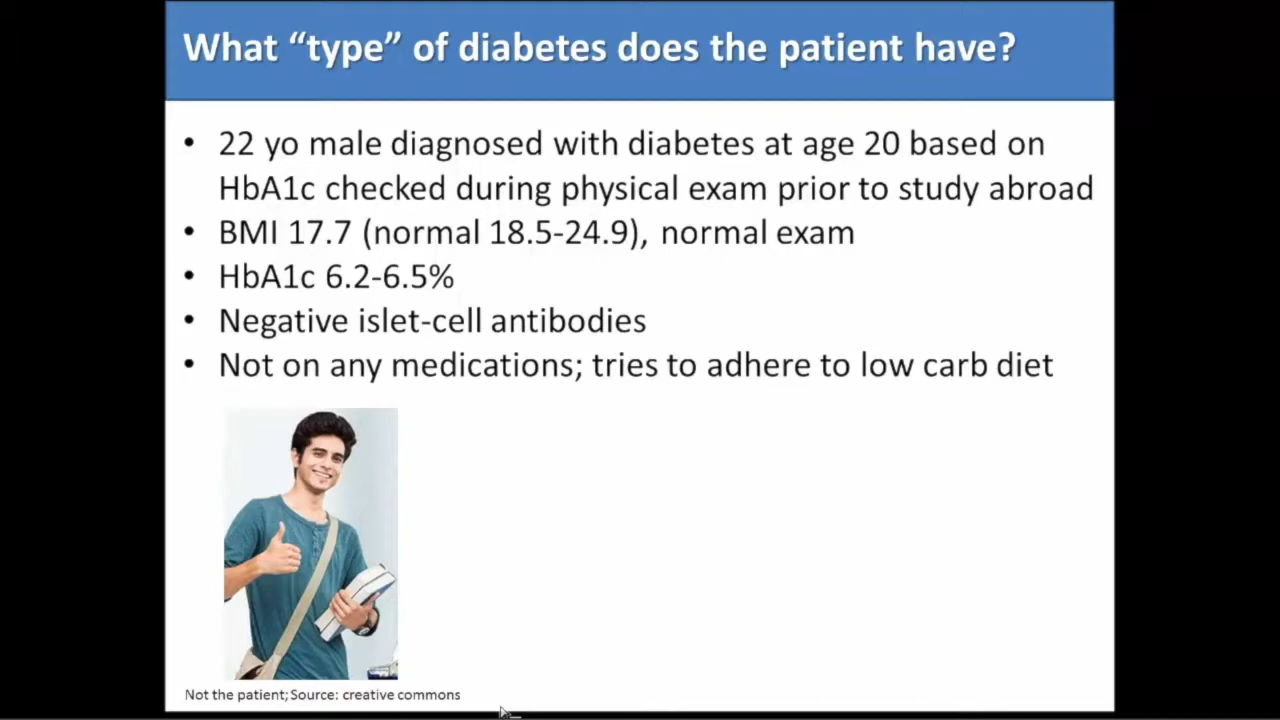 What “type” of diabetes does the patient have?
• 22 yo male diagnosed with diabetes at age 20 based on
HbA1c checked during physical exam prior to study abroad
• BMI 17.7 (normal 18.5-24.9), normal exam
• HbA1c 6.2-6.5%
• Negative islet-cell antibodies
• Not on any medications; tries to adhere to low carb diet
Not the patient; Source: creative commons